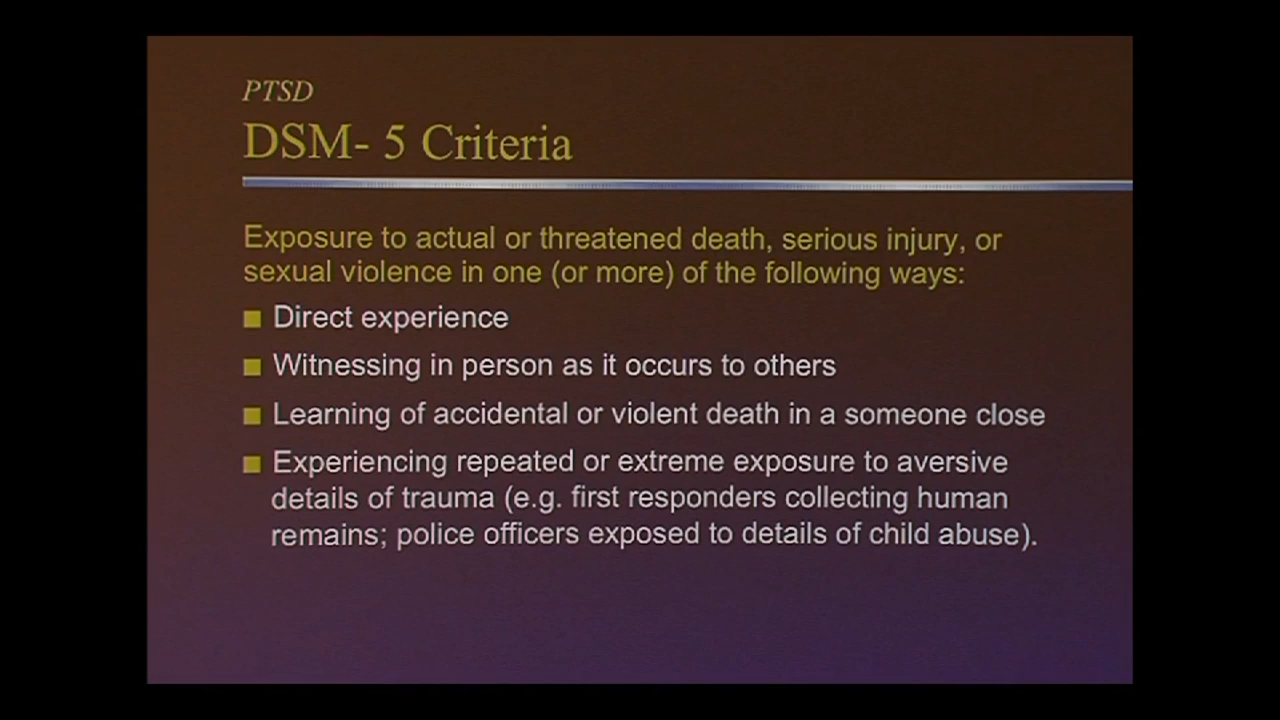 PTSD
DSM- 5 Criteria
Exposure to actual or threatened death, serious injury, or
sexual violence in one (or more) of the following ways:
Direct experience
Witnessing in person as it occurs to others
Learning of accidental or violent death in a someone close
Experiencing repeated or extreme exposure to aversive
details of trauma (e.g. first responders collecting human
remains; police officers exposed to details of child abuse).